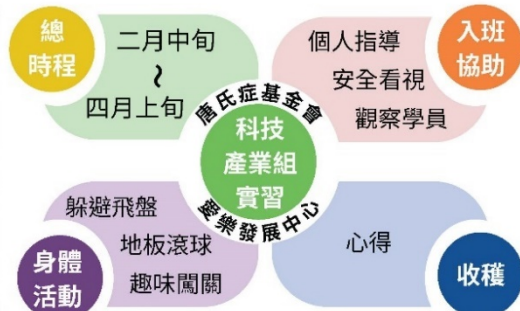 總
時程
二月中旬
~
四月上旬
個人指導
安全看視
觀察學員
入班
協助
唐氏症基金會
科技
產業組
實習
愛樂發展中心
躲避飛盤
地板滾球
趣味闖關
身體
活動
心得
收穫